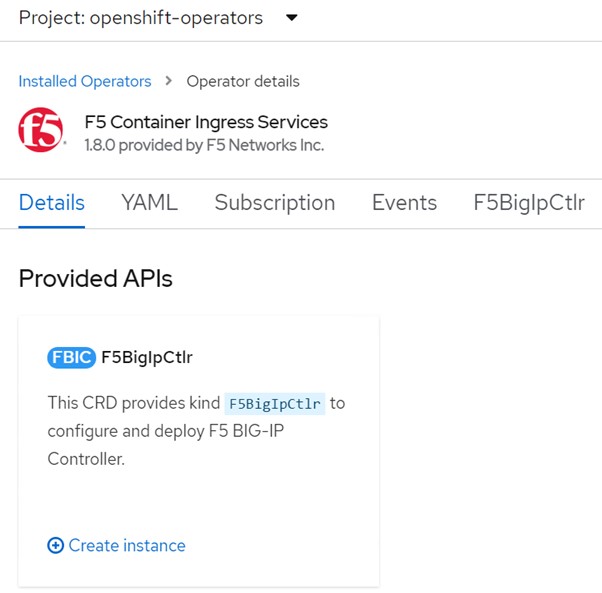 Project: openshift-operators
Installed Operators > Operator details
f5
F5 Container Ingress Services
1.8.0 provided by F5 Networks Inc.
Details YAML Subscription Events F5BigIpCtlr
Provided APIs
FBIC F5BigIpCtlr
This CRD provides kind F5BigIpCtlr to
configure and deploy F5 BIG-IP
Controller.
Create instance